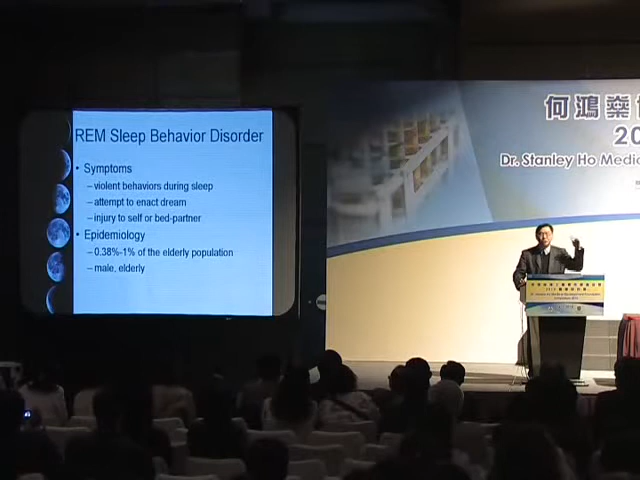 REM Sleep Behavior Disorder
• Symptoms
– violent behaviors during sleep
– attempt to enact dream
– injury to self or bed-partner
• Epidemiology
– 0.38%-1% of the elderly population
– male, elderly
何鴻燊
20
Dr. Stanley Ho Medic